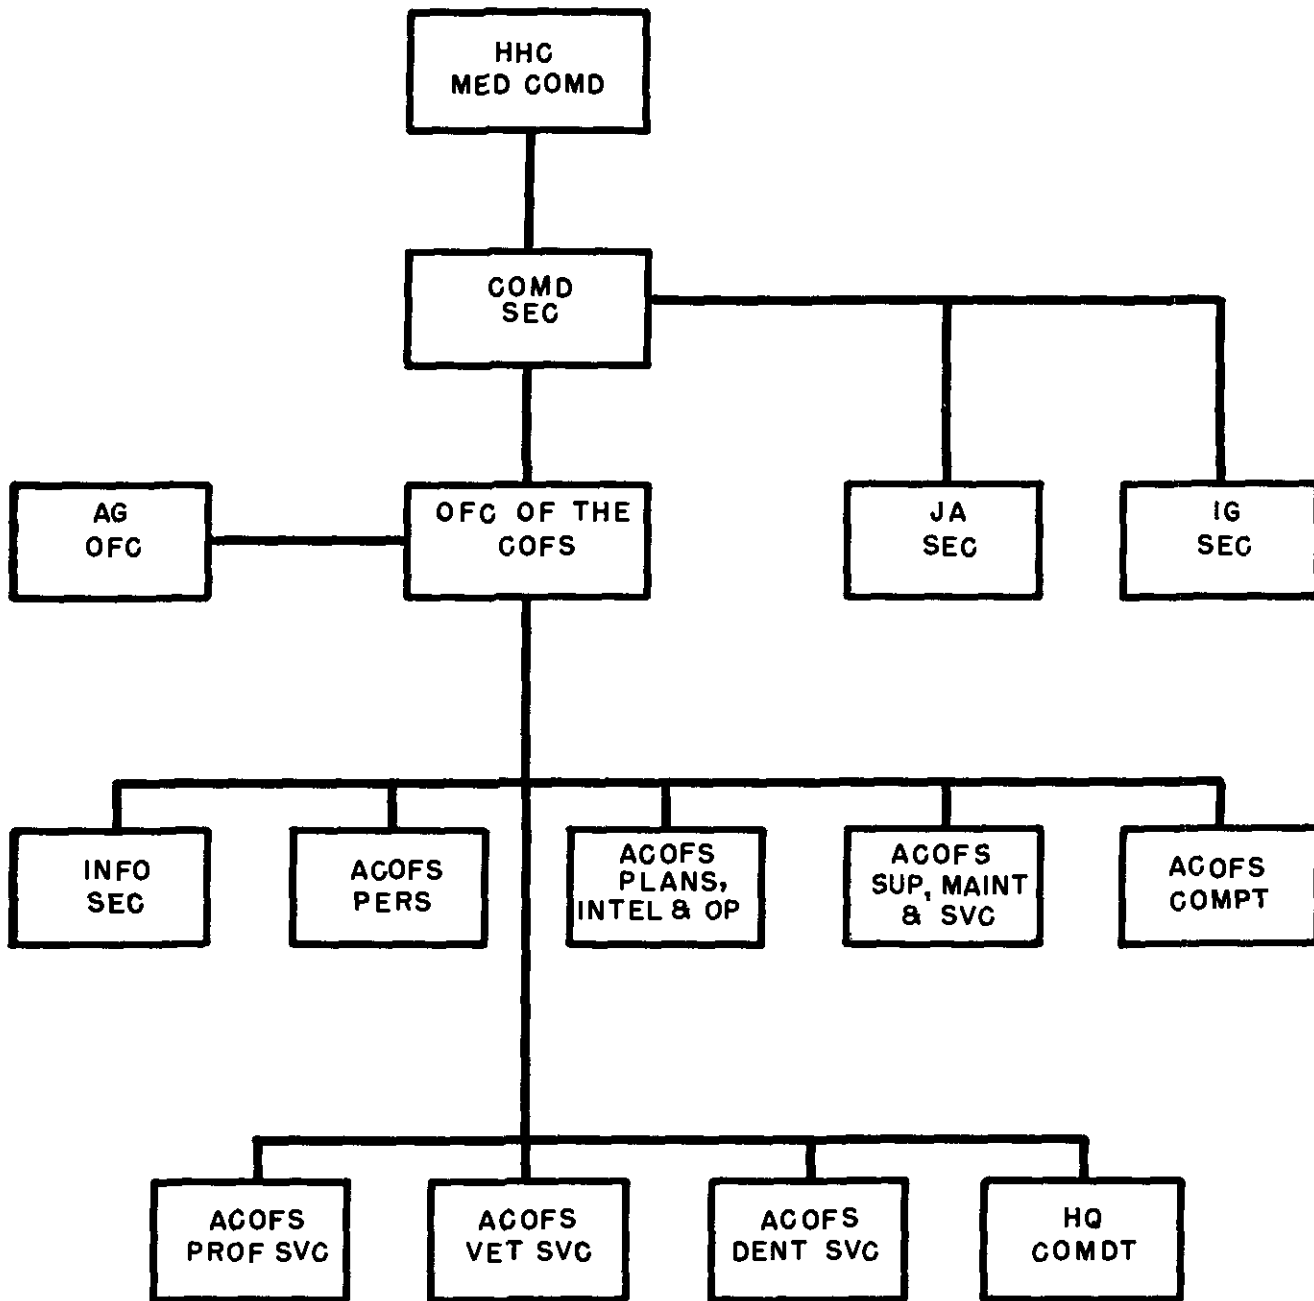 HHC
MED COMD
COMD
SEC
AG
OFC
OFC OF THE
COFS
JA
SEC
IG
SEC
INFO
SEC
ACOFS
PERS
ACOFS
PLANS,
INTEL & OP
ACOFS
SUP, MAINT
& SVC
ACOFS
COMPT
ACOFS
PROF SVC
ACOFS
VET SVC
ACOFS
DENT SVC
HQ
COMDT